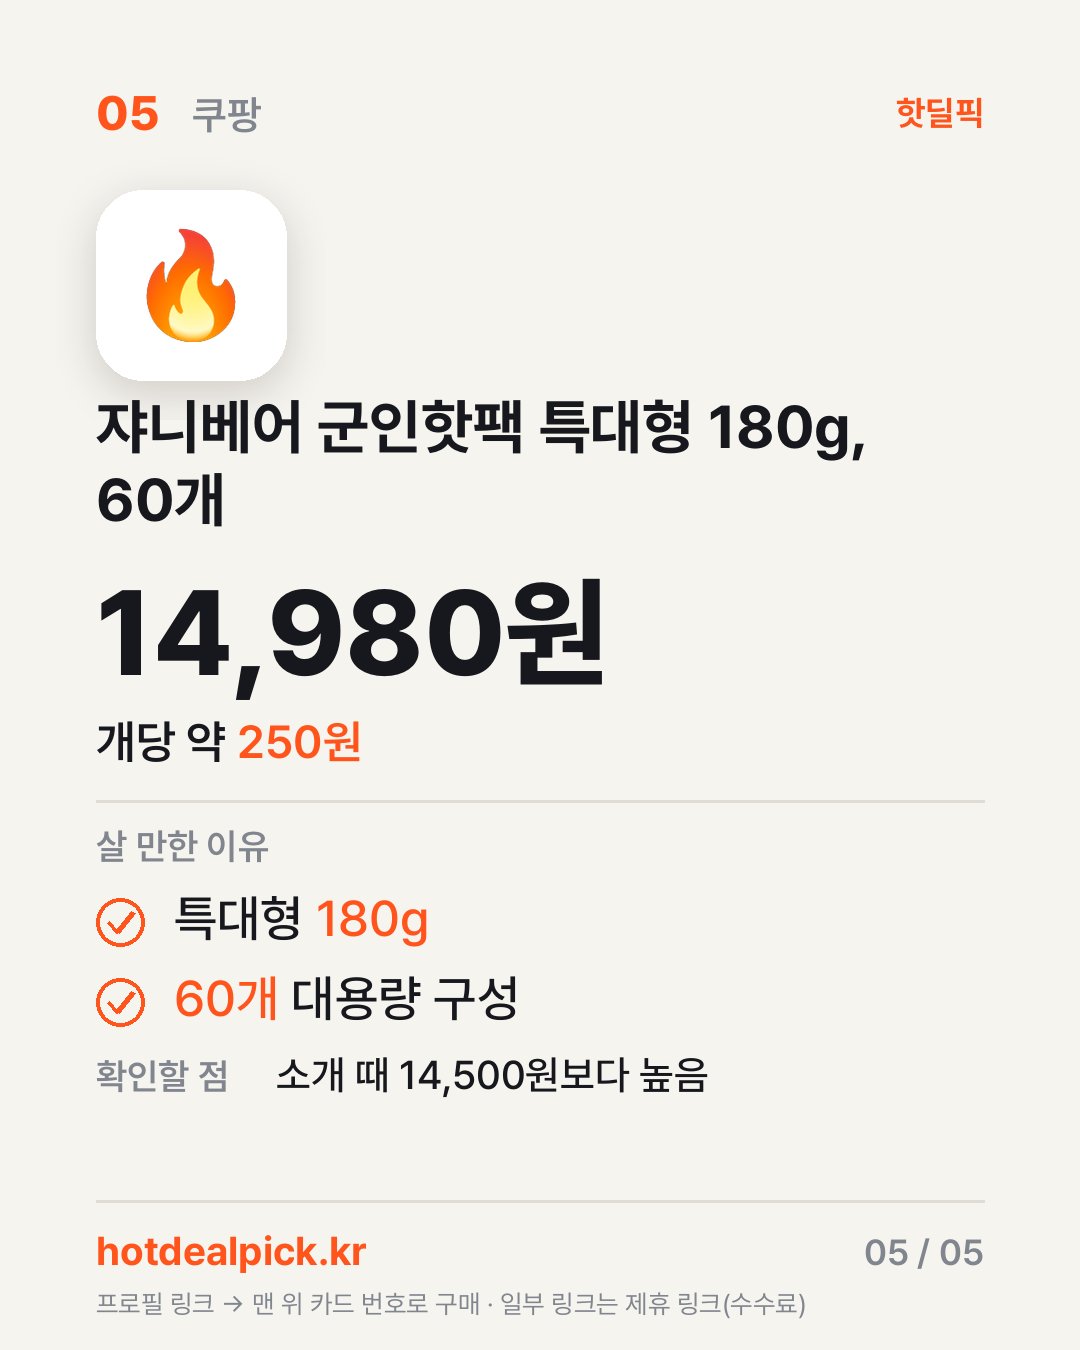 05 쿠팡
핫딜픽
쟈니베어 군인핫팩 특대형 180g,
60개
14,980원
개당 약 250원
살 만한 이유
특대형 180g
60개 대용량 구성
확인할 점 소개 때 14,500원보다 높음
hotdealpick.kr
05 / 05
프로필 링크 → 맨 위 카드 번호로 구매 · 일부 링크는 제휴 링크(수수료)